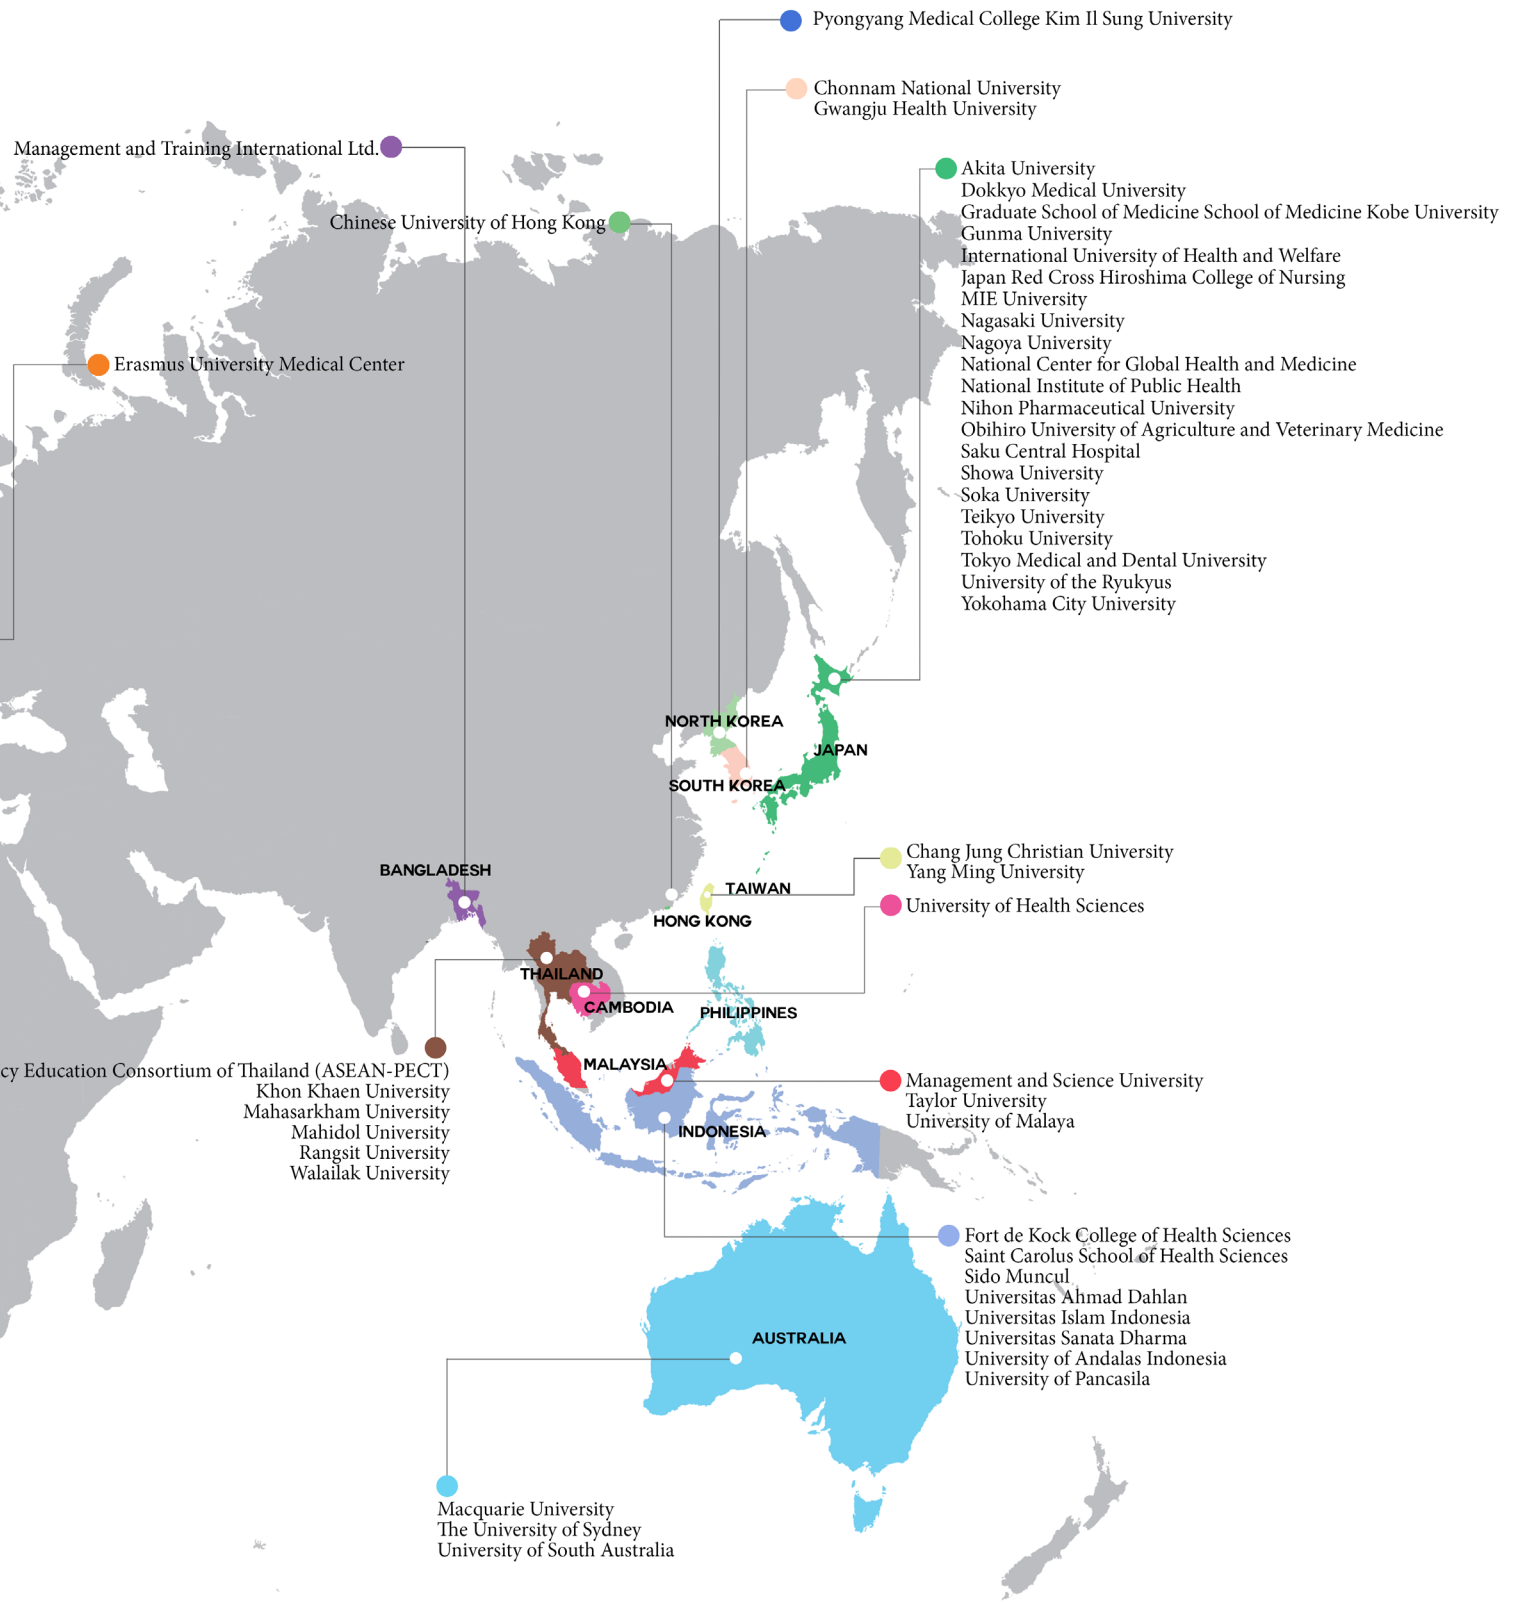 Pyongyang Medical College Kim Il Sung University
Chonnam National University
Gwangju Health University
Management and Training International Ltd.
Akita University
Dokkyo Medical University
Graduate School of Medicine School of Medicine Kobe University
Gunma University
International University of Health and Welfare
Japan Red Cross Hiroshima College of Nursing
MIE University
Nagasaki University
Nagoya University
National Center for Global Health and Medicine
National Institute of Public Health
Nihon Pharmaceutical University
Obihiro University of Agriculture and Veterinary Medicine
Saku Central Hospital
Showa University
Soka University
Teikyo University
Tohoku University
Tokyo Medical and Dental University
University of the Ryukyus
Yokohama City University
Chinese University of Hong Kong
Erasmus University Medical Center
NORTH KOREA
JAPAN
SOUTH KOREA
BANGLADESH
TAIWAN
HONG KONG
Chang Jung Christian University
Yang Ming University
University of Health Sciences
THAILAND
CAMBODIA
PHILIPPINES
MALAYSIA
cy Education Consortium of Thailand (ASEAN-PECT)
Khon Khaen University
Mahasarkham University
Mahidol University
Rangsit University
Walailak University
Management and Science University
Taylor University
University of Malaya
INDONESIA
Fort de Kock College of Health Sciences
Saint Carolus School of Health Sciences
Sido Muncul
Universitas Ahmad Dahlan
Universitas Islam Indonesia
Universitas Sanata Dharma
University of Andalas Indonesia
University of Pancasila
AUSTRALIA
Macquarie University
The University of Sydney
University of South Australia